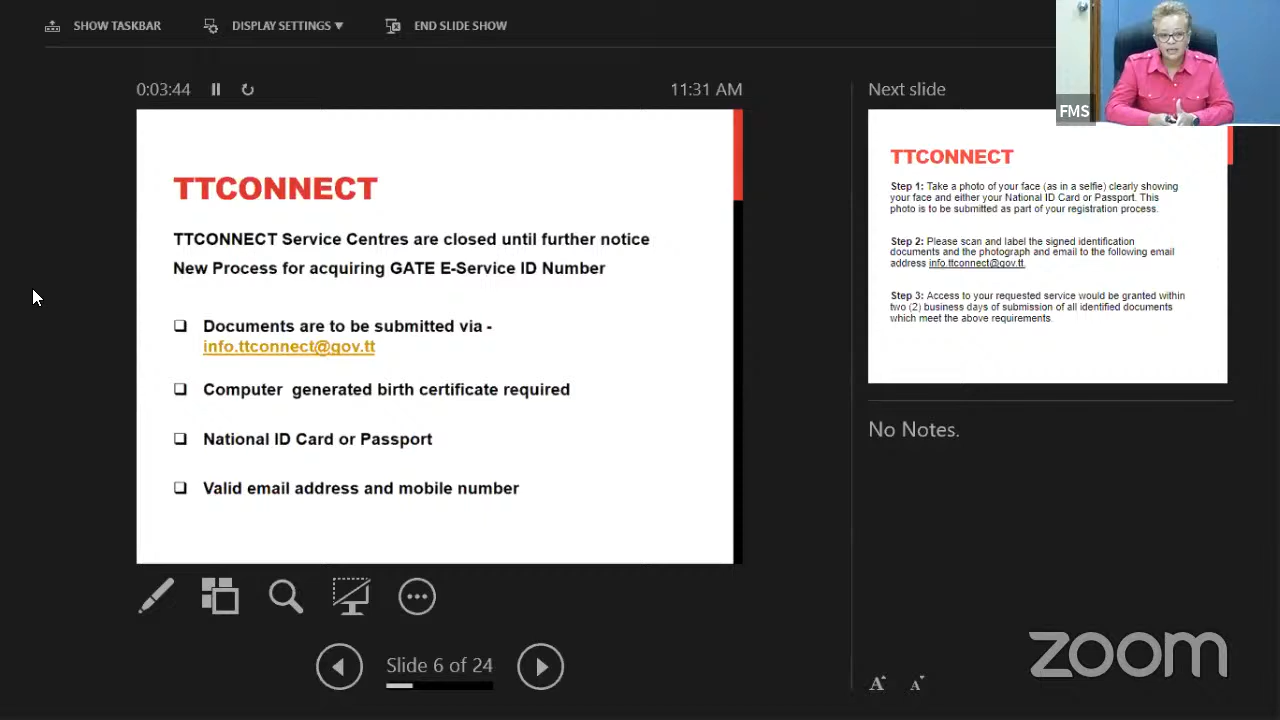 SHOW TASKBAR
DISPLAY SETTINGS ▼
END SLIDE SHOW
0:03:44
11:31 AM
TTCONNECT
TTCONNECT Service Centres are closed until further notice
New Process for acquiring GATE E-Service ID Number
Documents are to be submitted via -
info.ttconnect@gov.tt
Computer generated birth certificate required
National ID Card or Passport
Valid email address and mobile number
Slide 6 of 24
Next slide
TTCONNECT
Step 1: Take a photo of your face (as in a selfie) clearly showing
your face and either your National ID Card or Passport. This
photo is to be submitted as part of your registration process.
Step 2: Please scan and label the signed identification
documents and the photograph and email to the following email
address info.ttconnect@gov.tt.
Step 3: Access to your requested service would be granted within
two (2) business days of submission of all identified documents
which meet the above requirements
No Notes.
A A
FMS
zoom